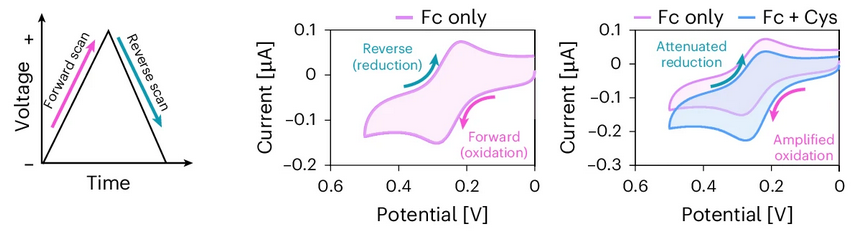 Voltage
+
−
Forward scan
Reverse scan
Time
Fc only
Current [µA]
0.1
0
−0.1
−0.2
Reverse
(reduction)
Forward
(oxidation)
0.6
0.4
0.2
0
Potential [V]
Fc only
Fc + Cys
Current [µA]
0.1
0
−0.1
−0.2
−0.3
Attenuated
reduction
Amplified
oxidation
0.6
0.4
0.2
0
Potential [V]